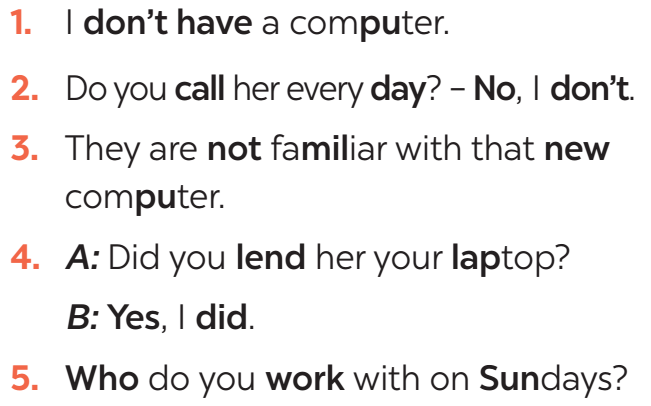 1. I don't have a computer.
2. Do you call her every day? – No, I don't.
3. They are not familiar with that new
computer.
4. A: Did you lend her your laptop?
B: Yes, I did.
5. Who do you work with on Sundays?